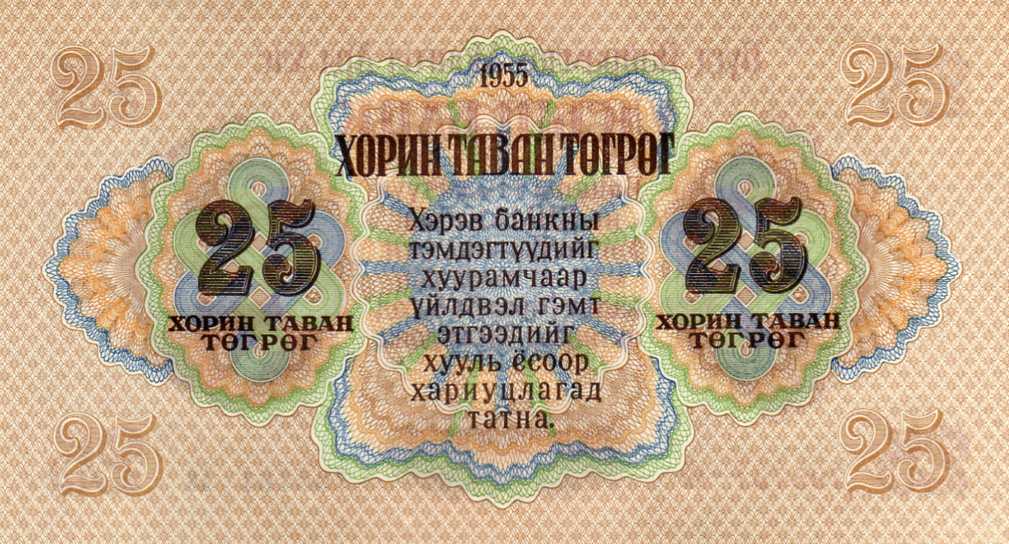 25
25
1955
ХОРИН ТАВАН ТӨГРӨГ
Хэрэв банкны
тэмдэгтүүдийг
хуурамчаар
үйлдвэл гэмт
этгээдийг
хууль ёсоор
хариуцлагад
татна.
25
ХОРИН ТАВАН
ТӨГРӨГ
25
ХОРИН ТАВАН
ТӨГРӨГ
25
25